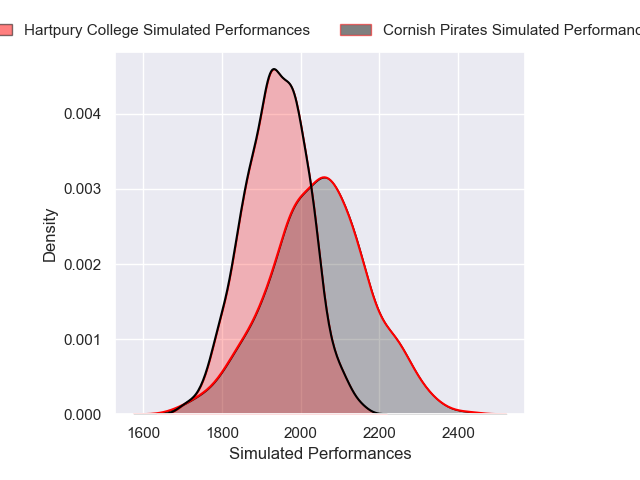 Hartpury College Simulated Performances
Cornish Pirates Simulated Performanc
0.004
0.003
0.002
0.001
0.000
Density
1600 1800 2000 2200 2400
Simulated Performances